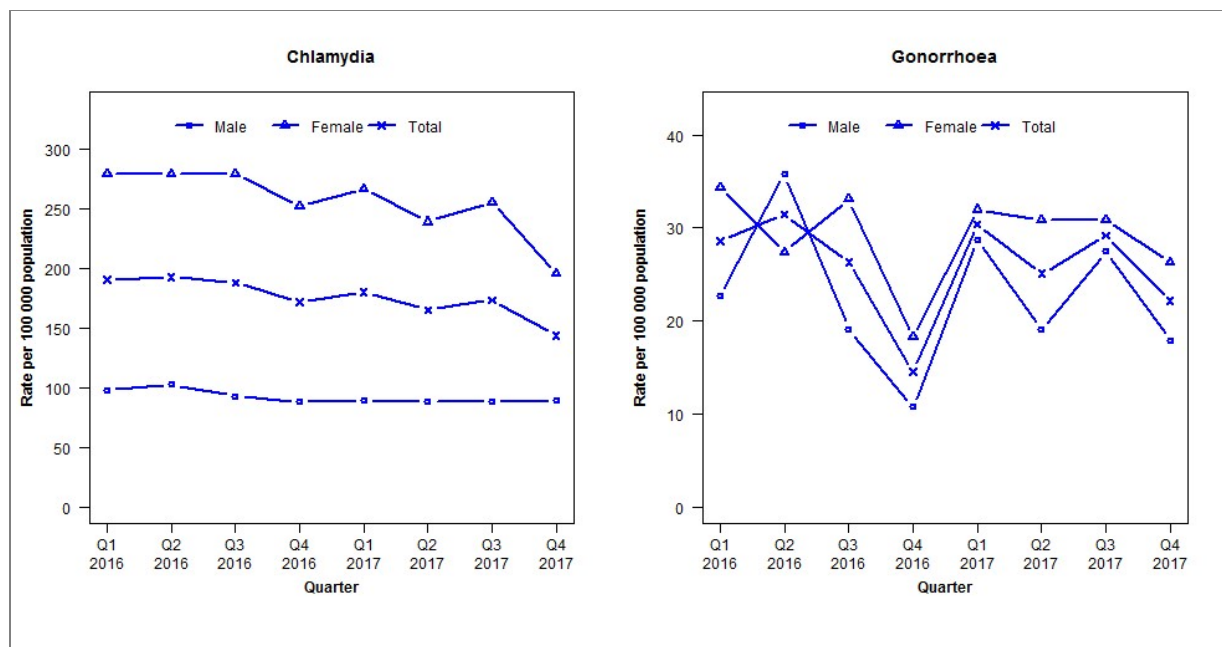 Chlamydia
Male Female Total
Rate per 100 000 population
300
250
200
150
100
50
0
Q1 Q2 Q3 Q4 Q1 Q2 Q3 Q4
2016 2016 2016 2016 2017 2017 2017 2017
Quarter
Gonorrhoea
Male Female Total
Rate per 100 000 population
40
30
20
10
0
Q1 Q2 Q3 Q4 Q1 Q2 Q3 Q4
2016 2016 2016 2016 2017 2017 2017 2017
Quarter